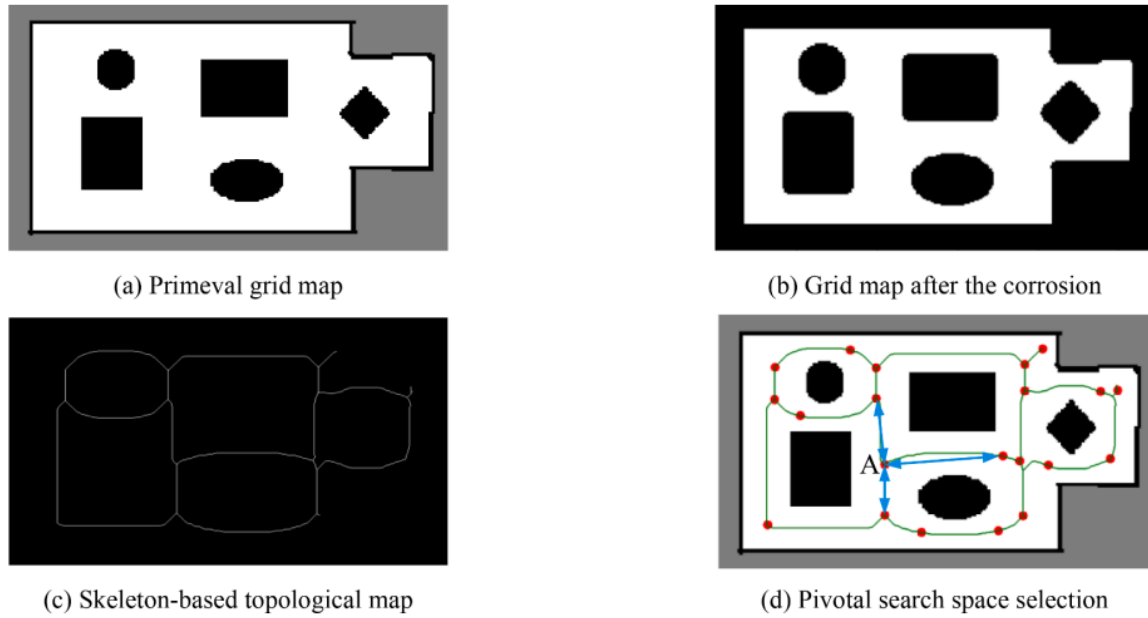 (a) Primeval grid map
(b) Grid map after the corrosion
A
(c) Skeleton-based topological map
(d) Pivotal search space selection